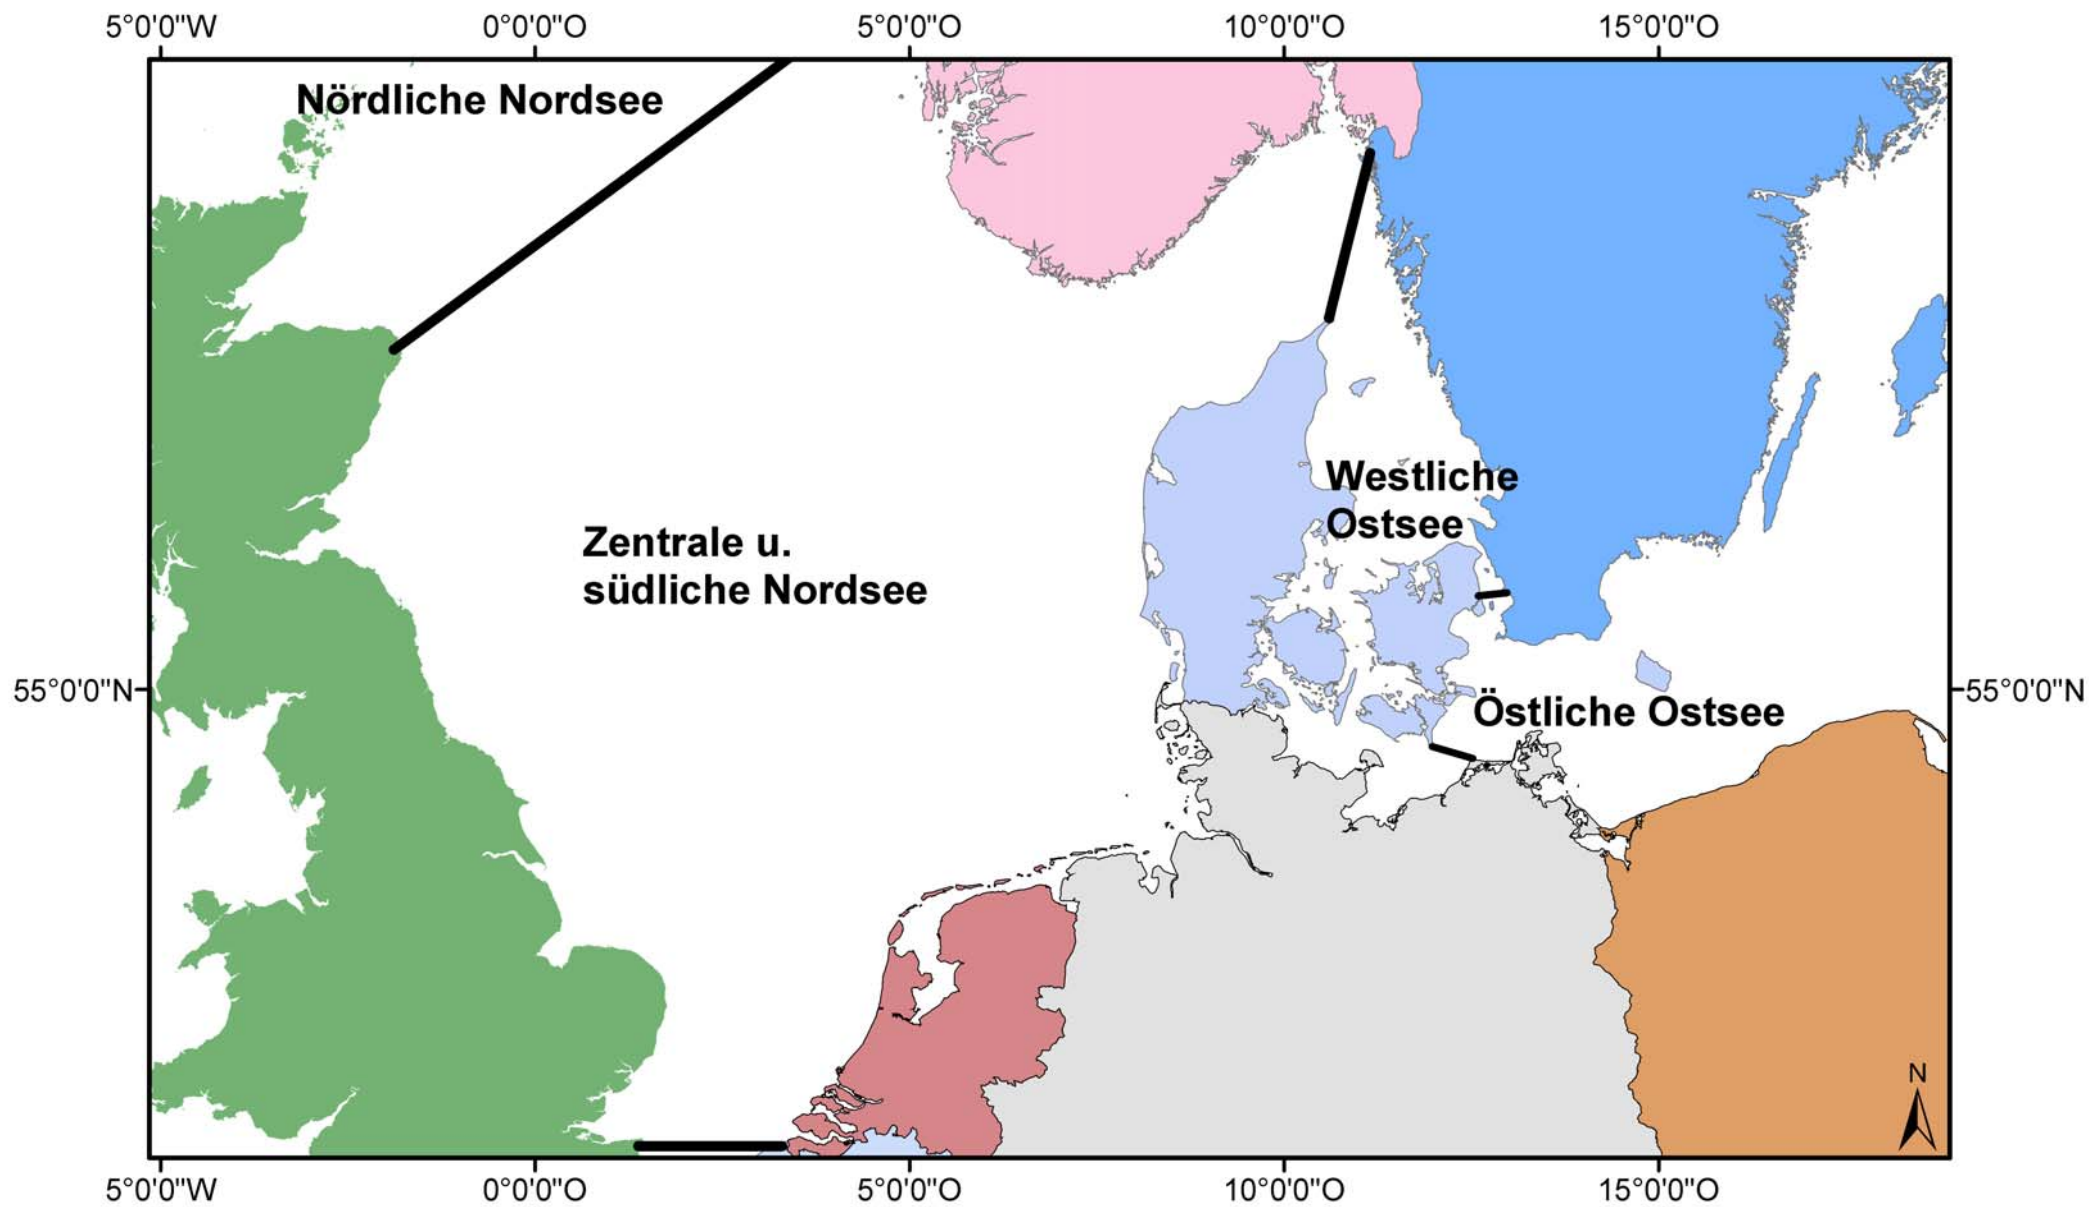 5°0'0"W 0°0'0"O 5°0'0"O 10°0'0"O 15°0'0"O
Nördliche Nordsee
Westliche
Ostsee
Zentrale u.
südliche Nordsee
55°0'0"N 55°0'0"N
Östliche Ostsee
N
5°0'0"W 0°0'0"O 5°0'0"O 10°0'0"O 15°0'0"O